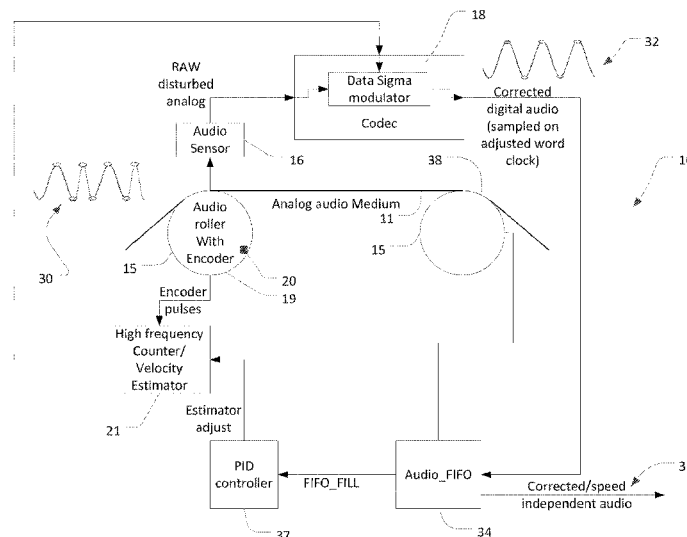 18
32
RAW
disturbed
analog
Data Sigma
modulator
Codec
Corrected
digital audio
(sampled on
adjusted word
clock)
Audio
Sensor
16
38
Analog audio Medium
11
Audio
roller
With
Encoder
15
15
20
19
30
Encoder
pulses
High frequency
Counter/
Velocity
Estimator
21
Estimator
adjust
PID
controller
FIFO_FILL
Audio_FIFO
Corrected/speed
independent audio
37
34